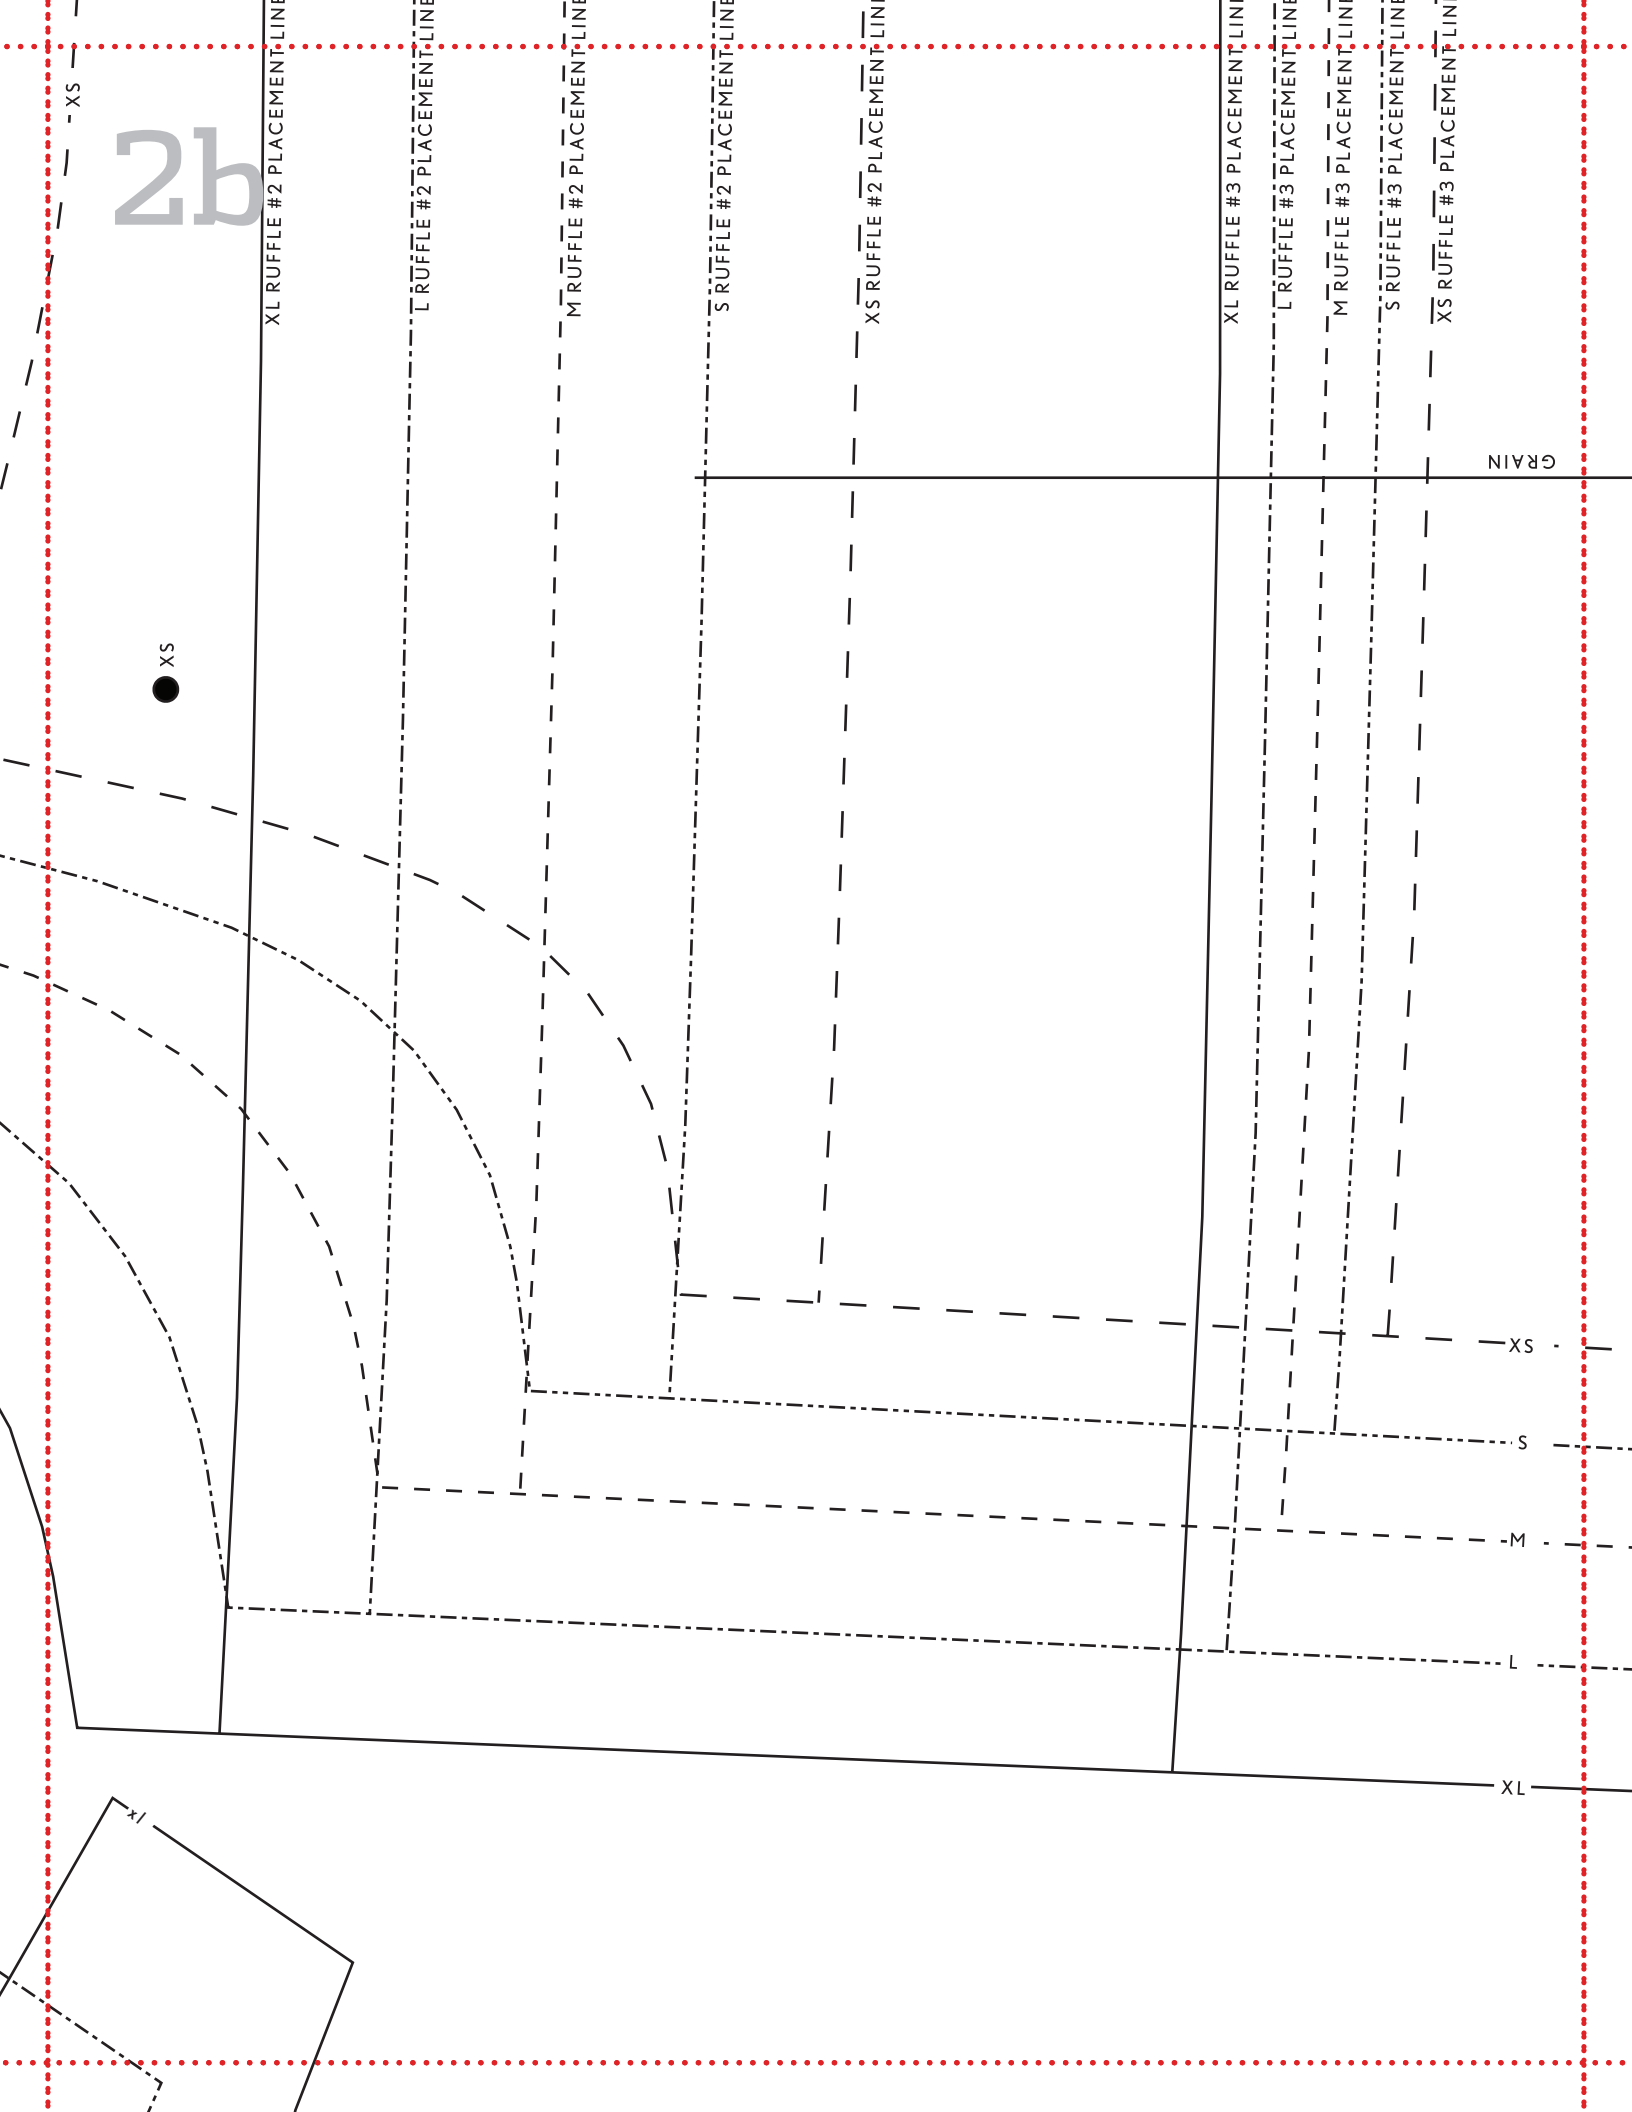 XS
2b
XL RUFFLE #2 PLACEMENT LINE
L RUFFLE #2 PLACEMENT LINE
M RUFFLE #2 PLACEMENT LINE
S RUFFLE #2 PLACEMENT LINE
XS RUFFLE #2 PLACEMENT LINE
XL RUFFLE #3 PLACEMENT LINE
L RUFFLE #3 PLACEMENT LINE
M RUFFLE #3 PLACEMENT LINE
S RUFFLE #3 PLACEMENT LINE
XS RUFFLE #3 PLACEMENT LINE
GRAIN
XS
XS
S
M
L
XL
xl